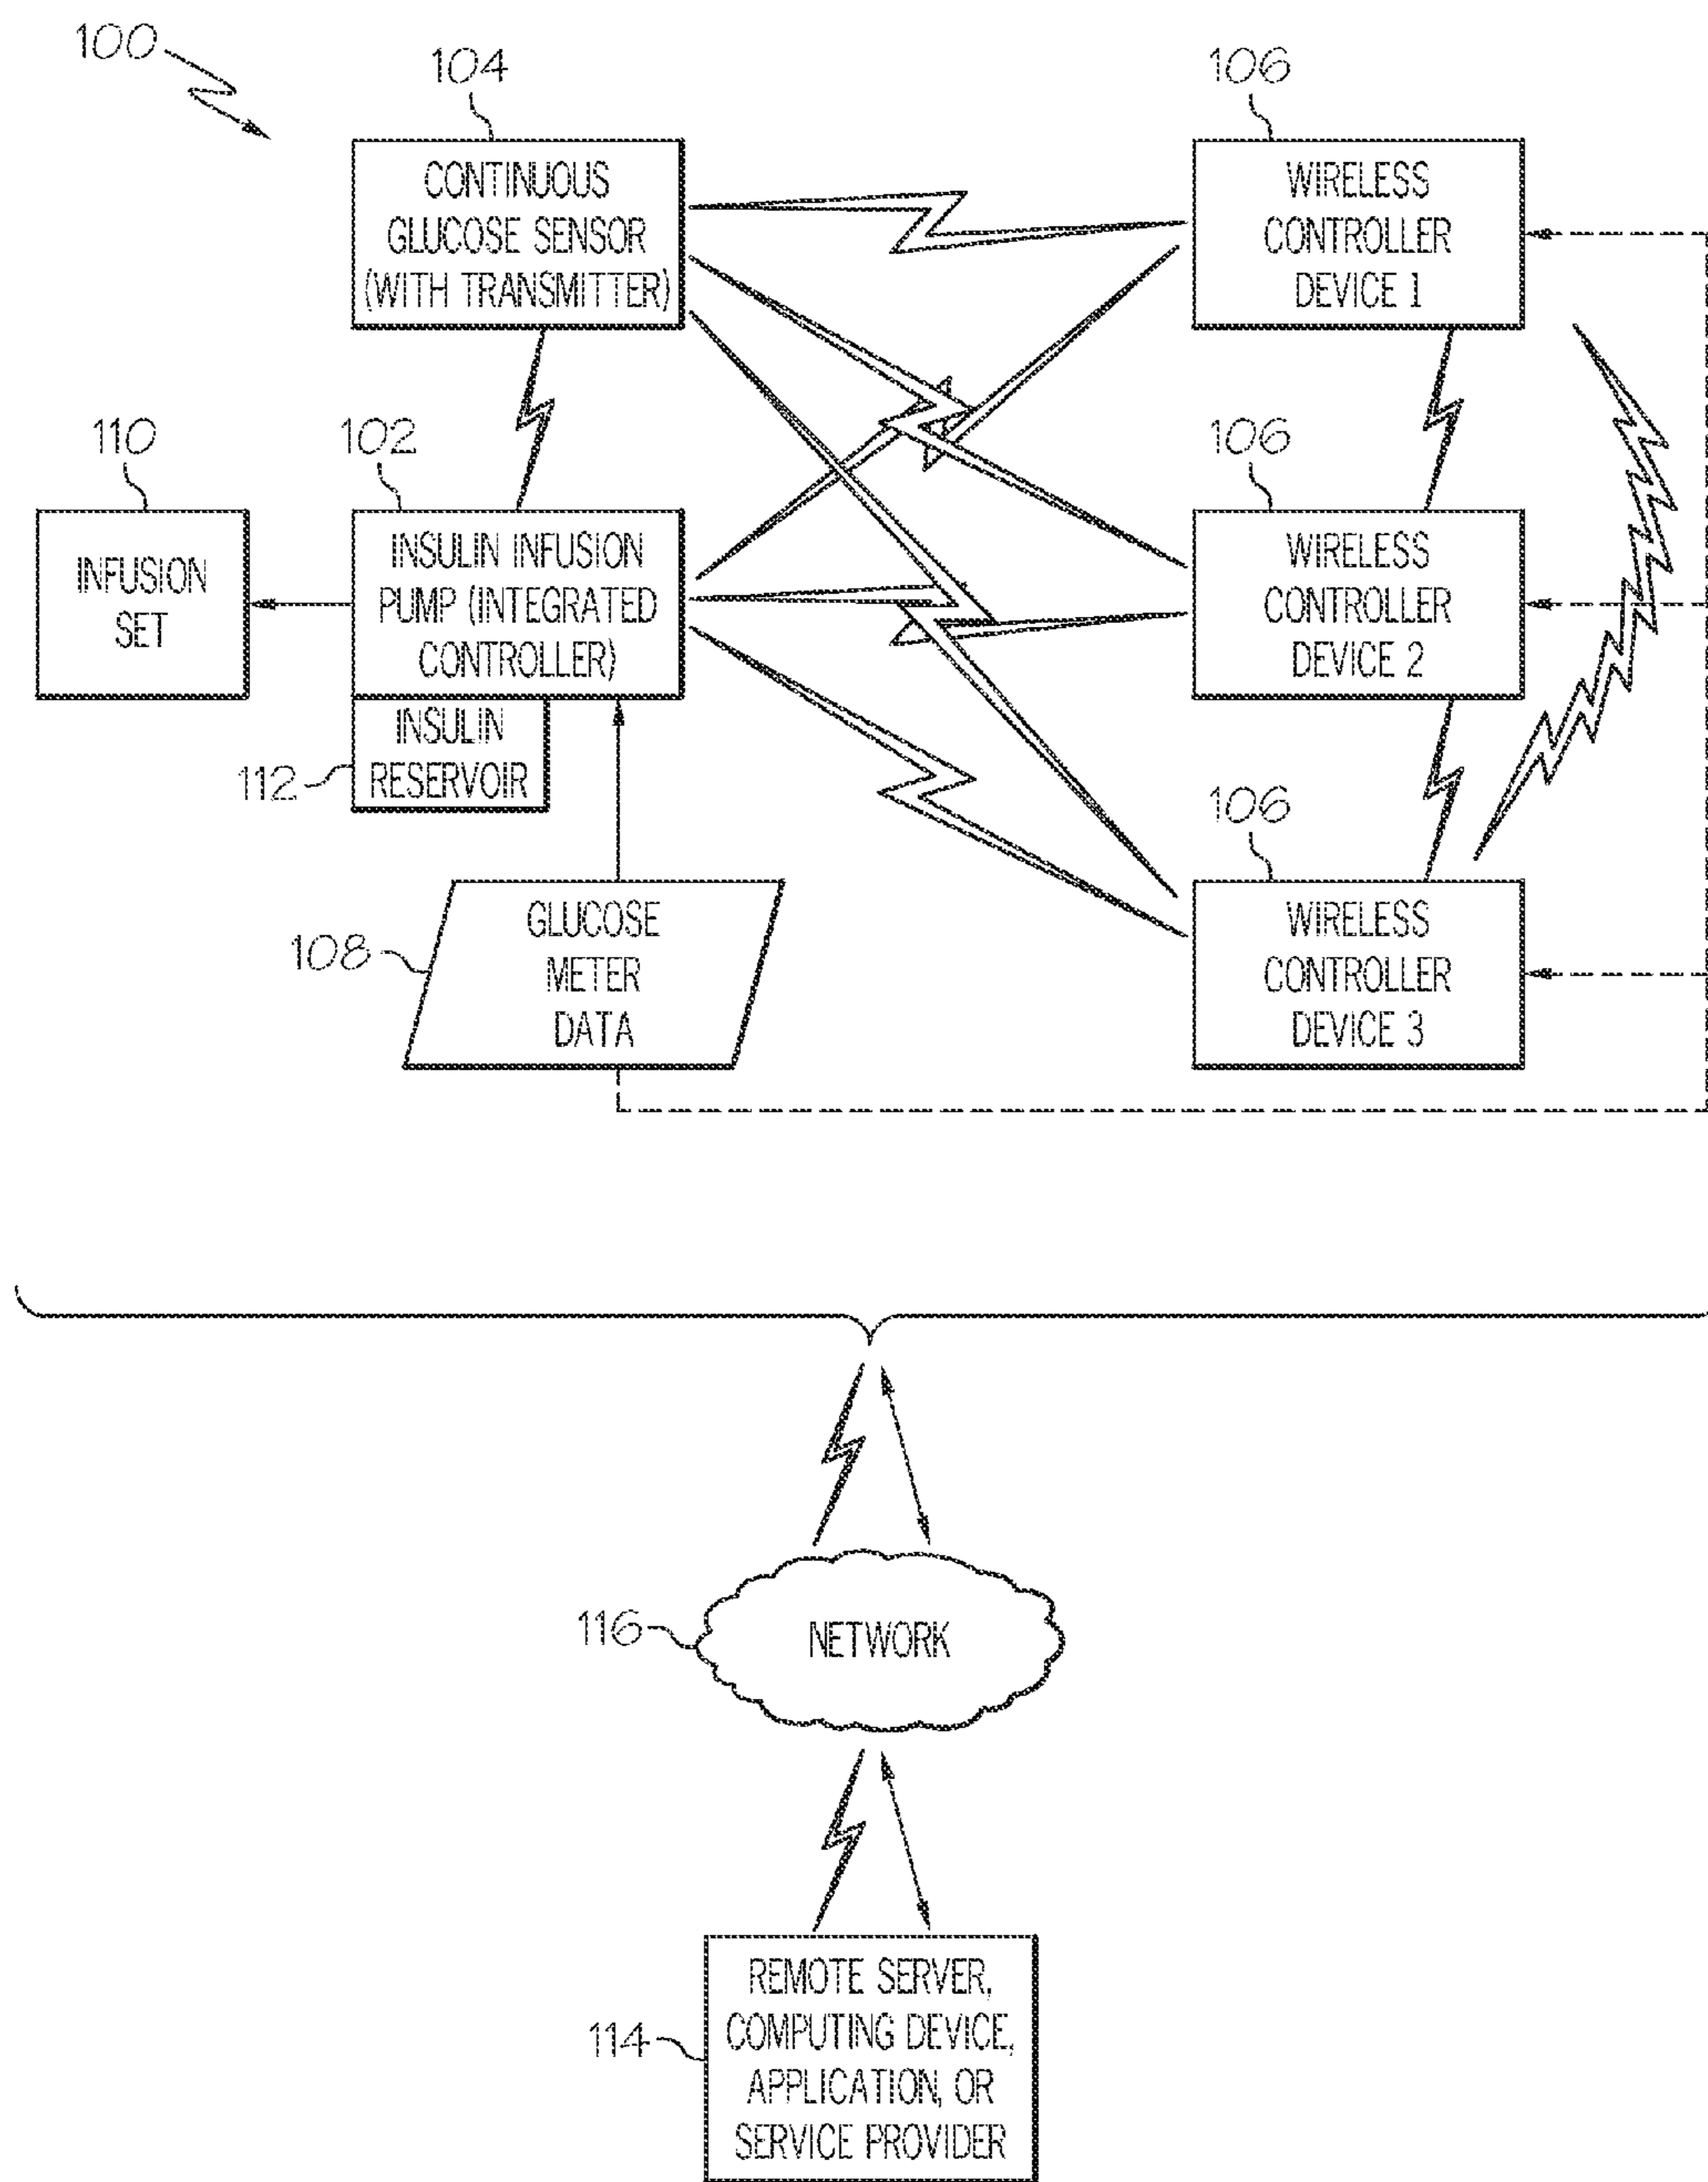 100
104
CONTINUOUS
GLUCOSE SENSOR
(WITH TRANSMITTER)
106
WIRELESS
CONTROLLER
DEVICE 1
110
INFUSION
SET
102
INSULIN INFUSION
PUMP (INTEGRATED
CONTROLLER)
106
WIRELESS
CONTROLLER
DEVICE 2
112
INSULIN
RESERVOIR
108
GLUCOSE
METER
DATA
106
WIRELESS
CONTROLLER
DEVICE 3
116
NETWORK
114
REMOTE SERVER,
COMPUTING DEVICE,
APPLICATION, OR
SERVICE PROVIDER